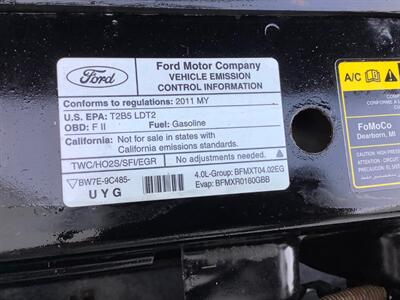 Ford
Ford Motor Company
VEHICLE EMISSION
CONTROL INFORMATION
Conforms to regulations: 2011 MY
U.S. EPA: T2B5 LDT2
OBD: F II Fuel: Gasoline
California: Not for sale in states with
California emissions standards.
TWC/HO2S/SFI/EGR No adjustments needed.
BW7E-9C485-
UYG
4.0L-Group: BFMXT04.02EG
Evap: BFMXR0160GBB
A/C
CAUTION
FoMoCo
Dearborn, MI